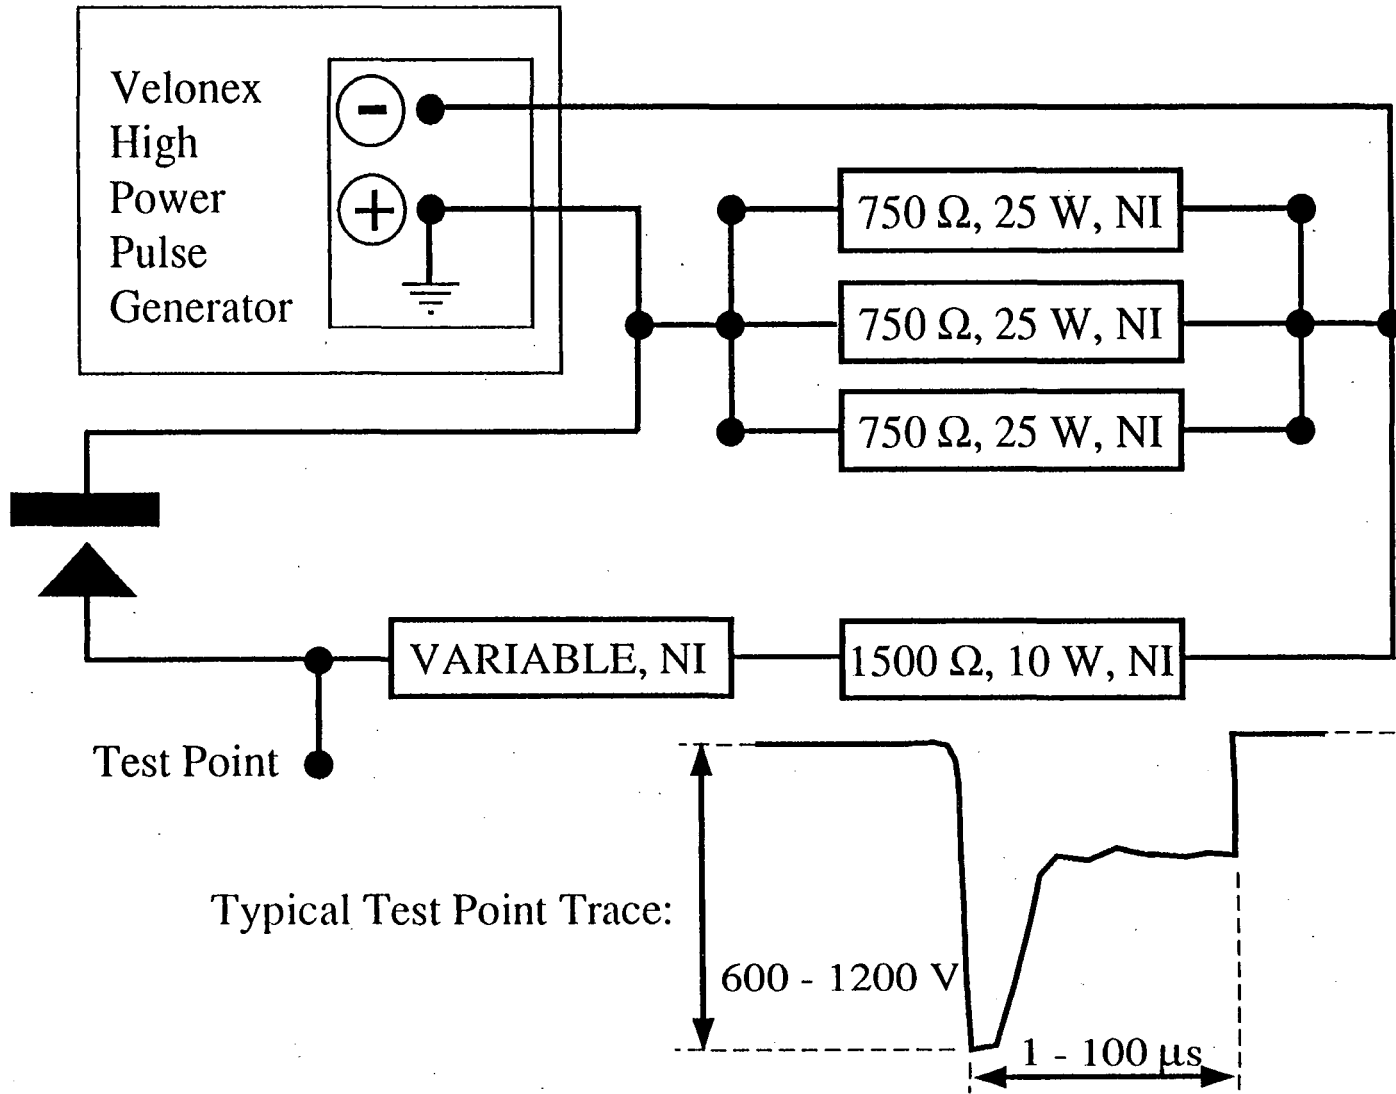 Velonex
High
Power
Pulse
Generator
-
+
750 Ω, 25 W, NI
750 Ω, 25 W, NI
750 Ω, 25 W, NI
VARIABLE, NI
1500 Ω, 10 W, NI
Test Point
Typical Test Point Trace:
600 - 1200 V
1 - 100 µs